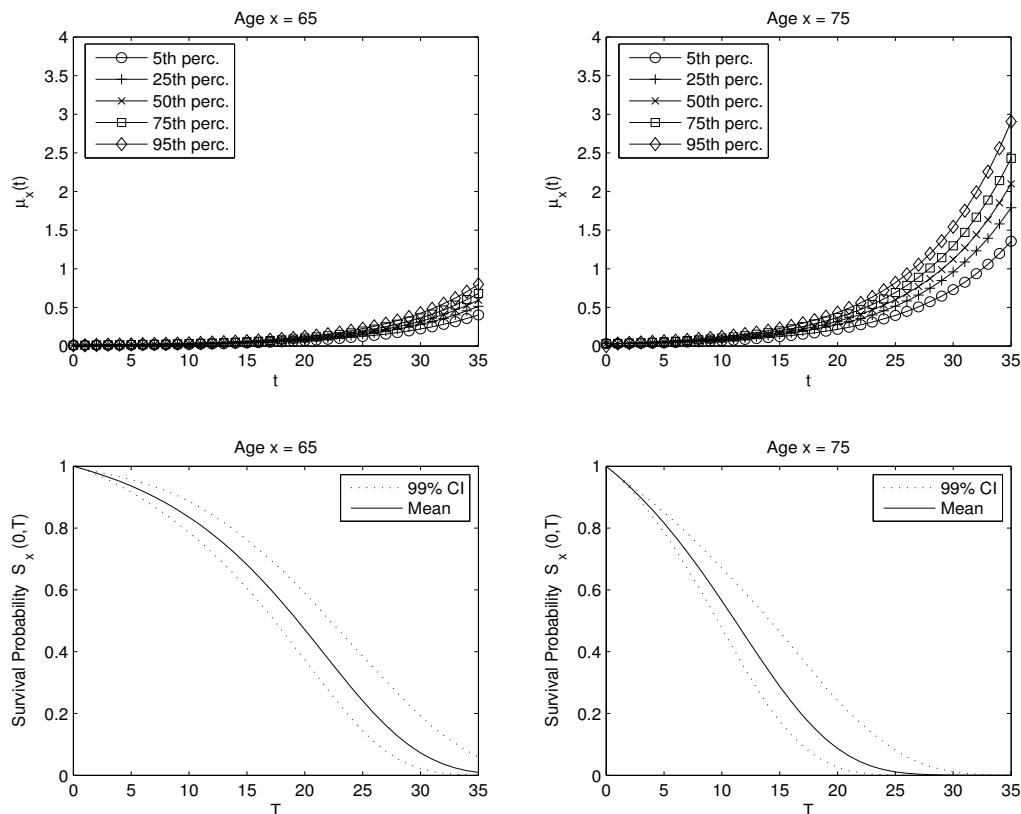 Age x = 65
4
3.5
3
2.5
2
1.5
1
0.5
0
μx(t)
5th perc.
25th perc.
50th perc.
75th perc.
95th perc.
0 5 10 15 20 25 30 35
t
Age x = 75
4
3.5
3
2.5
2
1.5
1
0.5
0
μx(t)
5th perc.
25th perc.
50th perc.
75th perc.
95th perc.
0 5 10 15 20 25 30 35
t
Age x = 65
1
0.8
0.6
0.4
0.2
0
Survival Probability Sx(0,T)
99% CI
Mean
0 5 10 15 20 25 30 35
T
Age x = 75
1
0.8
0.6
0.4
0.2
0
Survival Probability Sx(0,T)
99% CI
Mean
0 5 10 15 20 25 30 35
T